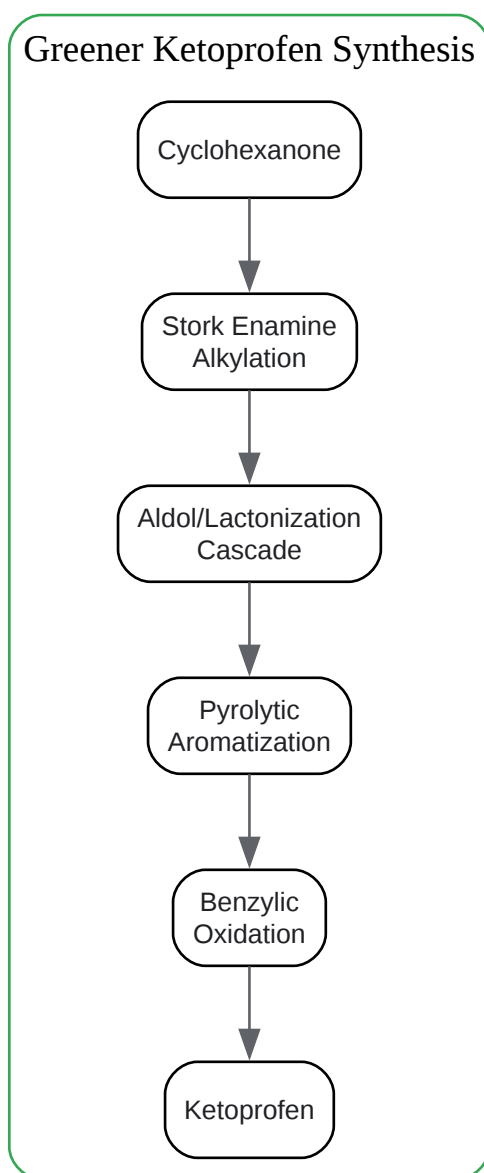 Greener Ketoprofen Synthesis
Cyclohexanone
Stork Enamine
Alkylation
Aldol/Lactonization
Cascade
Pyrolytic
Aromatization
Benzylic
Oxidation
Ketoprofen